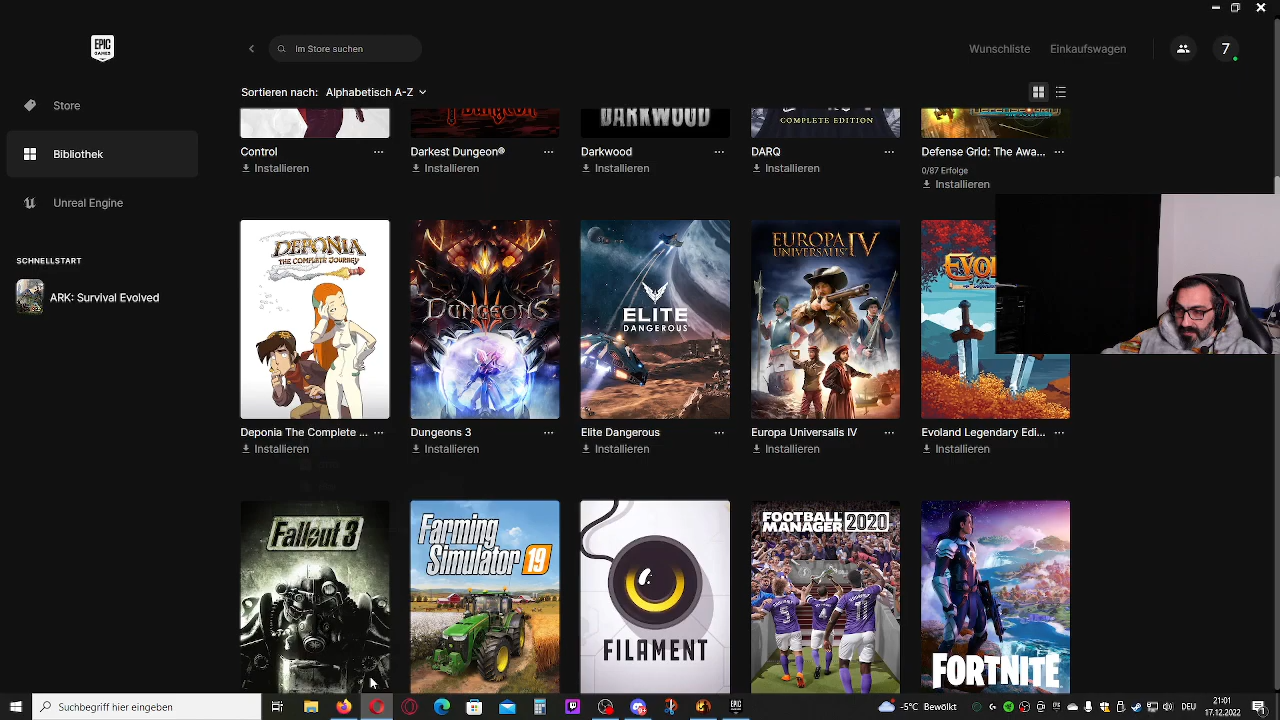 EPIC
GAMES
Im Store suchen
Wunschliste
Einkaufswagen
7
Store
Bibliothek
Unreal Engine
SCHNELLSTART
ARK: Survival Evolved
Sortieren nach: Alphabetisch A-Z
Dungeon
DARKWOOD
COMPLETE EDITION
Control
Darkest Dungeon®
Darkwood
DARQ
Defense Grid: The Awa...
Installieren
Installieren
Installieren
Installieren
0/87 Erfolge
Installieren
DEPONIA
THE COMPLETE JOURNEY
DUNGEONS
ELITE
DANGEROUS
EUROPA
UNIVERSALIS IV
Deponia The Complete ...
Dungeons 3
Elite Dangerous
Europa Universalis IV
Evoland Legendary Edi...
Installieren
Installieren
Installieren
Installieren
Installieren
Fallout 3
Farming
Simulator 19
FILAMENT
FOOTBALL
MANAGER 2020
FORTNITE
Suchbegriff hier eingeben
EPIC
-5°C Bewölkt
DEU
21:01
17.12.2022